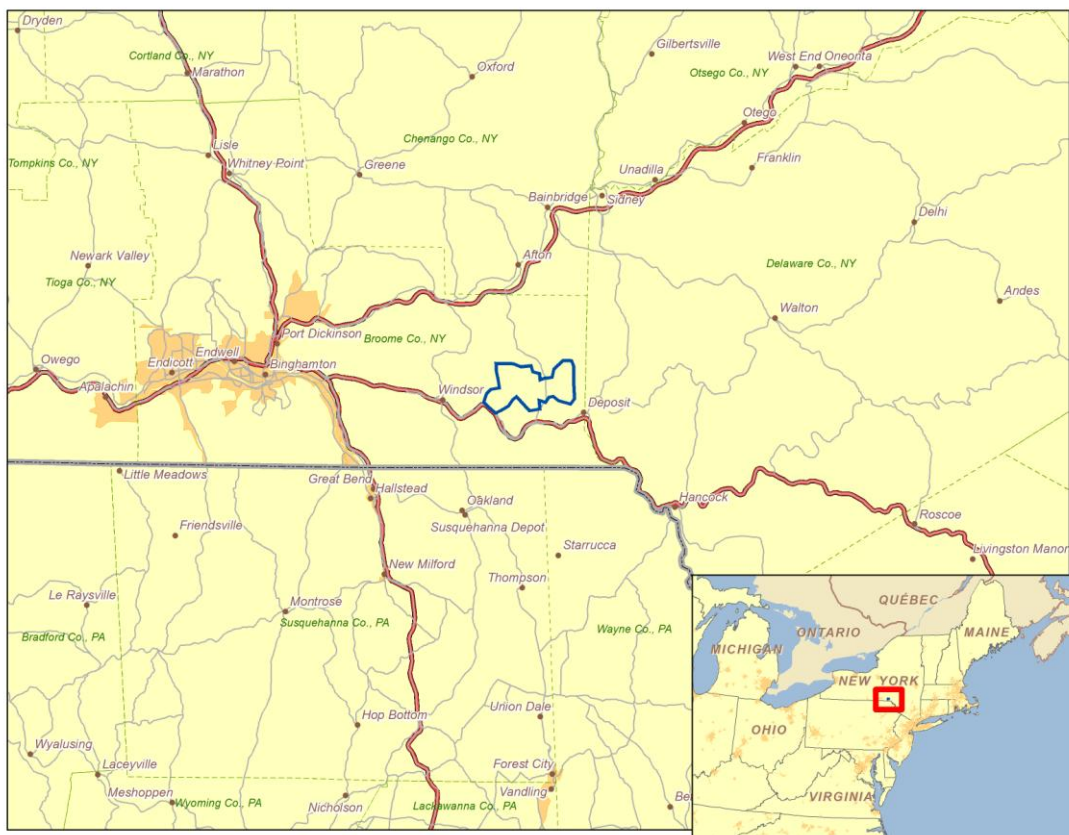 Dryden
Gilbertsville
West End Oneonta
Cortland Co., NY
Otsego Co., NY
Marathon
Oxford
Otego
Chenango Co., NY
Lisle
Tompkins Co., NY
Whitney Point
Greene
Unadilla
Franklin
Bainbridge
Sidney
Delhi
Newark Valley
Afton
Delaware Co., NY
Tioga Co., NY
Andes
Walton
Port Dickinson
Broome Co., NY
Owego
Endwell
Endicott
Binghamton
Apalachin
Windsor
Deposit
Little Meadows
Great Bend
Hallstead
Oakland
Hancock
Friendsville
Susquehanna Depot
Roscoe
Starrucca
Livingston Manor
New Milford
Thompson
Le Raysville
Montrose
Susquehanna Co., PA
Bradford Co., PA
Wayne Co., PA
Union Dale
Hop Bottom
Wyalusing
Forest City
Laceyville
Vandling
Meshoppen
Wyoming Co., PA
Nicholson
Lackawanna Co., PA
QUÉBEC
ONTARIO
MAINE
MICHIGAN
NEW YORK
OHIO
VIRGINIA